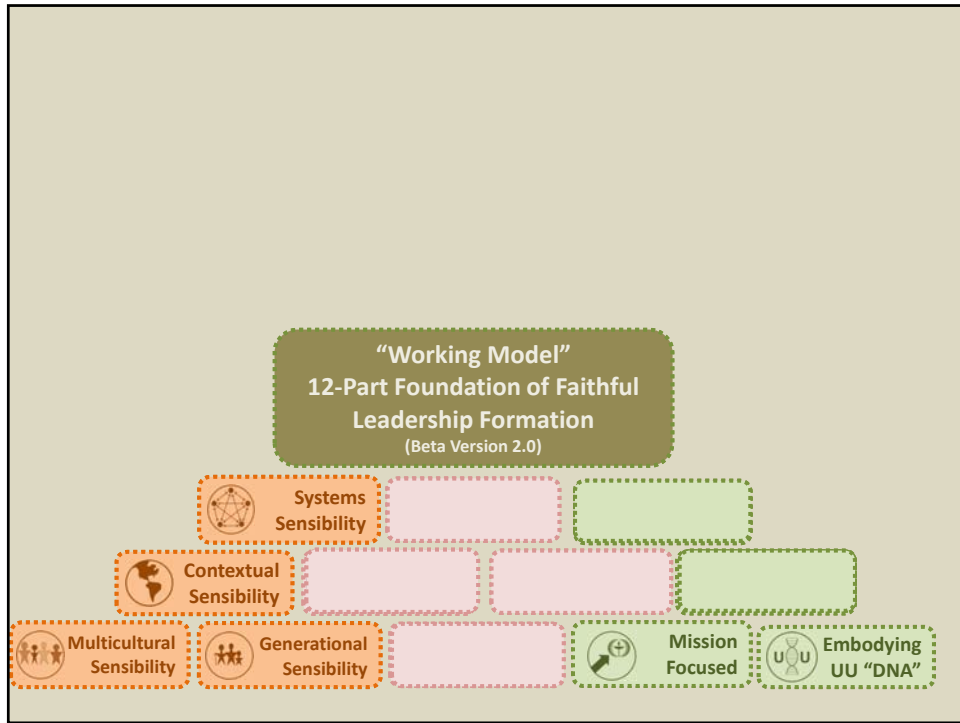 “Working Model”
12-Part Foundation of Faithful
Leadership Formation
(Beta Version 2.0)
Systems
Sensibility
Contextual
Sensibility
Multicultural
Sensibility
Generational
Sensibility
Mission
Focused
U U
Embodying
UU “DNA”